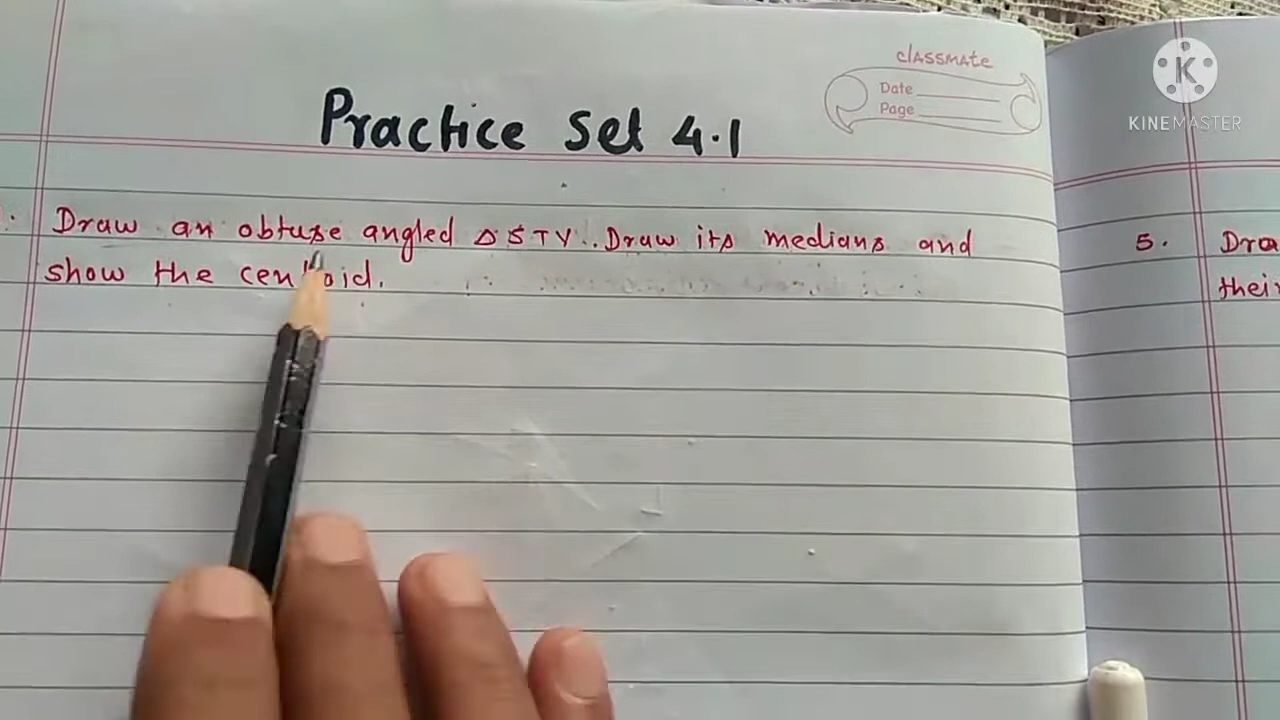 classmate
Date
Page
K
KINEMASTER
Practice Set 4.1
Draw an obtuse angled △STV. Draw its medians and
show the centroid.
5. Dra
their